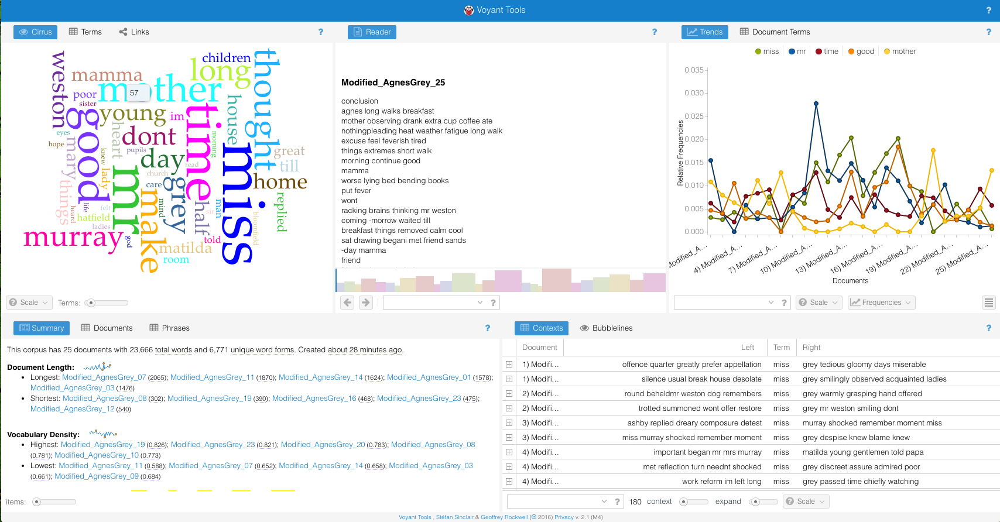 Voyant Tools ?
Cirrus Terms Links ?
children
weston
mamma
long
thought
poor
mother
57
sister
good
young
im
time
house
eyes
heart
dont
morning
hope
mary
knew
pupils
miss
great
day
read
till
things
lady
mr
church
home
care
grey
make
life
mind
half
man
replied
heard
felt
sir
hatfield
ladies
bloomfield
murray
god
told
matilda
room
? Scale Terms:
Reader ?
Modified_AgnesGrey_25
conclusion
agnes long walks breakfast
mother observing drank extra cup coffee ate
nothingpleading heat weather fatigue long walk
excuse feel feverish tired
things extremes short walk
morning continue good
mamma
worse lying bed bending books
put fever
wont
racking brains thinking mr weston
coming -morrow waited till
breakfast things removed calm cool
sat drawing begani met friend sands
-day mamma
friend
?
Trends Document Terms ?
miss mr time good mother
0.035
0.030
0.025
0.020
0.015
0.010
0.005
0.000
Relative Frequencies
Modified_A...
4) Modified_A...
7) Modified_A...
10) Modified_A...
13) Modified_A...
16) Modified_A...
19) Modified_A...
22) Modified_A...
25) Modified_A...
Documents
? ? Scale Frequencies
Summary Documents Phrases ?
This corpus has 25 documents with 23,666 total words and 6,771 unique word forms. Created about 28 minutes ago.
Document Length:
• Longest: Modified_AgnesGrey_07 (2065); Modified_AgnesGrey_11 (1870); Modified_AgnesGrey_14 (1624); Modified_AgnesGrey_01 (1578);
Modified_AgnesGrey_03 (1476)
• Shortest: Modified_AgnesGrey_08 (302); Modified_AgnesGrey_19 (390); Modified_AgnesGrey_16 (468); Modified_AgnesGrey_23 (475);
Modified_AgnesGrey_12 (540)
Vocabulary Density:
• Highest: Modified_AgnesGrey_19 (0.826); Modified_AgnesGrey_23 (0.821); Modified_AgnesGrey_20 (0.783); Modified_AgnesGrey_08
(0.781); Modified_AgnesGrey_10 (0.773)
• Lowest: Modified_AgnesGrey_11 (0.588); Modified_AgnesGrey_07 (0.652); Modified_AgnesGrey_14 (0.658); Modified_AgnesGrey_03
(0.661); Modified_AgnesGrey_09 (0.684)
items:
Contexts Bubblelines ?
Document Left Term Right
1) Modifi... offence quarter greatly prefer appellation miss grey tedious gloomy days miserable
1) Modifi... silence usual break house desolate miss grey smilingly observed acquainted ladies
2) Modifi... round beheldmr weston dog remembers miss grey warmly grasping hand offered
2) Modifi... trotted summoned wont offer restore miss grey mr weston smiling dont
3) Modifi... ashby replied dreary composure detest miss murray shocked remember moment miss
3) Modifi... miss murray shocked remember moment miss grey despise knew blame knew
4) Modifi... important began mr mrs murray miss matilda young gentlemen told papa
4) Modifi... met reflection turn neednt shocked miss grey discreet assure admired poor
4) Modifi... work reform im left long miss grey passed time chiefly watching
? 180 context expand ? Scale
Voyant Tools , Stéfan Sinclair & Geoffrey Rockwell (2016) Privacy v. 2.1 (M4)